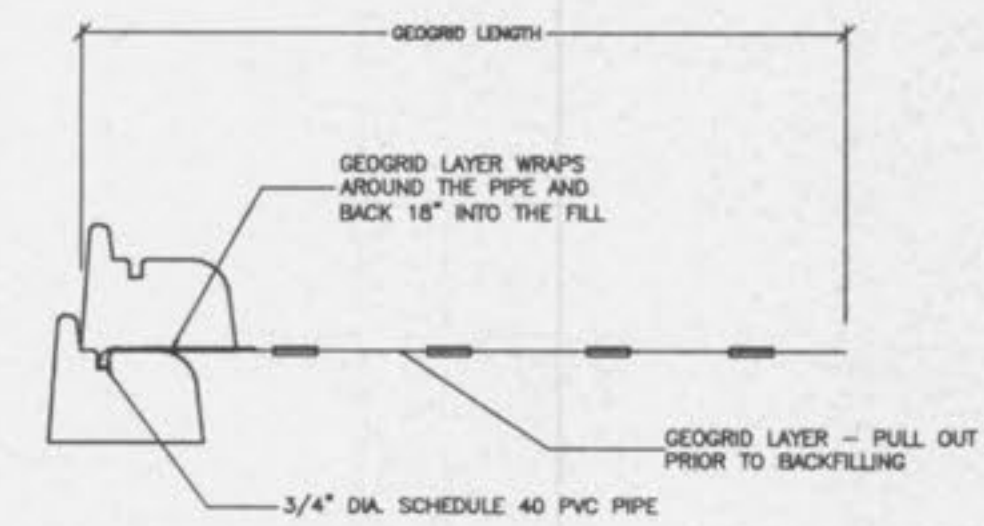 GEOGRID LENGTH
GEOGRID LAYER WRAPS
AROUND THE PIPE AND
BACK 18" INTO THE FILL
GEOGRID LAYER – PULL OUT
PRIOR TO BACKFILLING
3/4" DIA. SCHEDULE 40 PVC PIPE